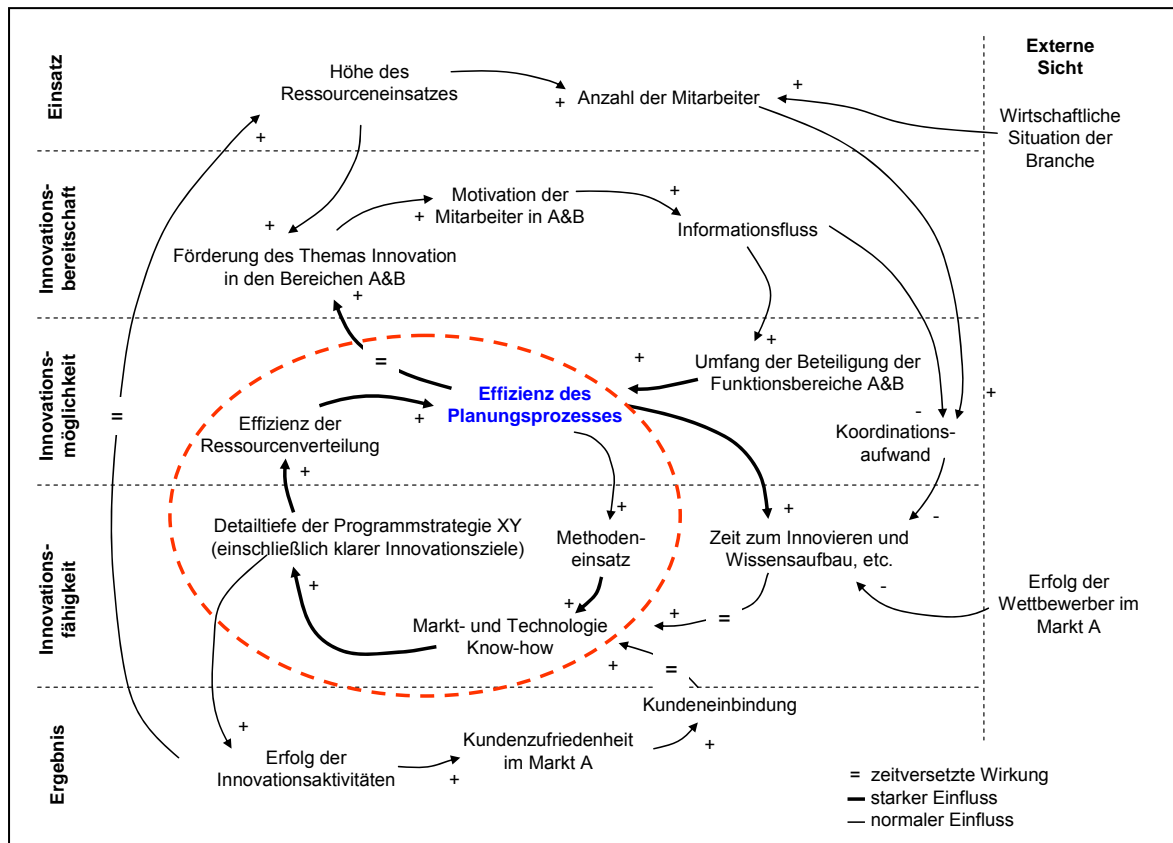 Einsatz
Höhe des
Ressourceneinsatzes
+
+
Anzahl der Mitarbeiter
+
Externe
Sicht
Wirtschaftliche
Situation der
Branche
Innovations-
bereitschaft
Motivation der
Mitarbeiter in A&B
+
+
Informationsfluss
+
Förderung des Themas Innovation
in den Bereichen A&B
+
Innovations-
möglichkeit
=
=
Effizienz des
Planungsprozesses
+
+
Umfang der Beteiligung der
Funktionsbereiche A&B
+
Effizienz der
Ressourcenverteilung
+
-
+
Koordinations-
aufwand
Innovations-
fähigkeit
+
Detailtiefe der Programmstrategie XY
(einschließlich klarer Innovationsziele)
+
Methoden-
einsatz
+
Zeit zum Innovieren und
Wissensaufbau, etc.
-
-
Erfolg der
Wettbewerber im
Markt A
+
+
Markt- und Technologie
Know-how
+
=
+
=
Ergebnis
+
Erfolg der
Innovationsaktivitäten
+
Kundenzufriedenheit
im Markt A
+
Kundeneinbindung
= zeitversetzte Wirkung
starker Einfluss
normaler Einfluss